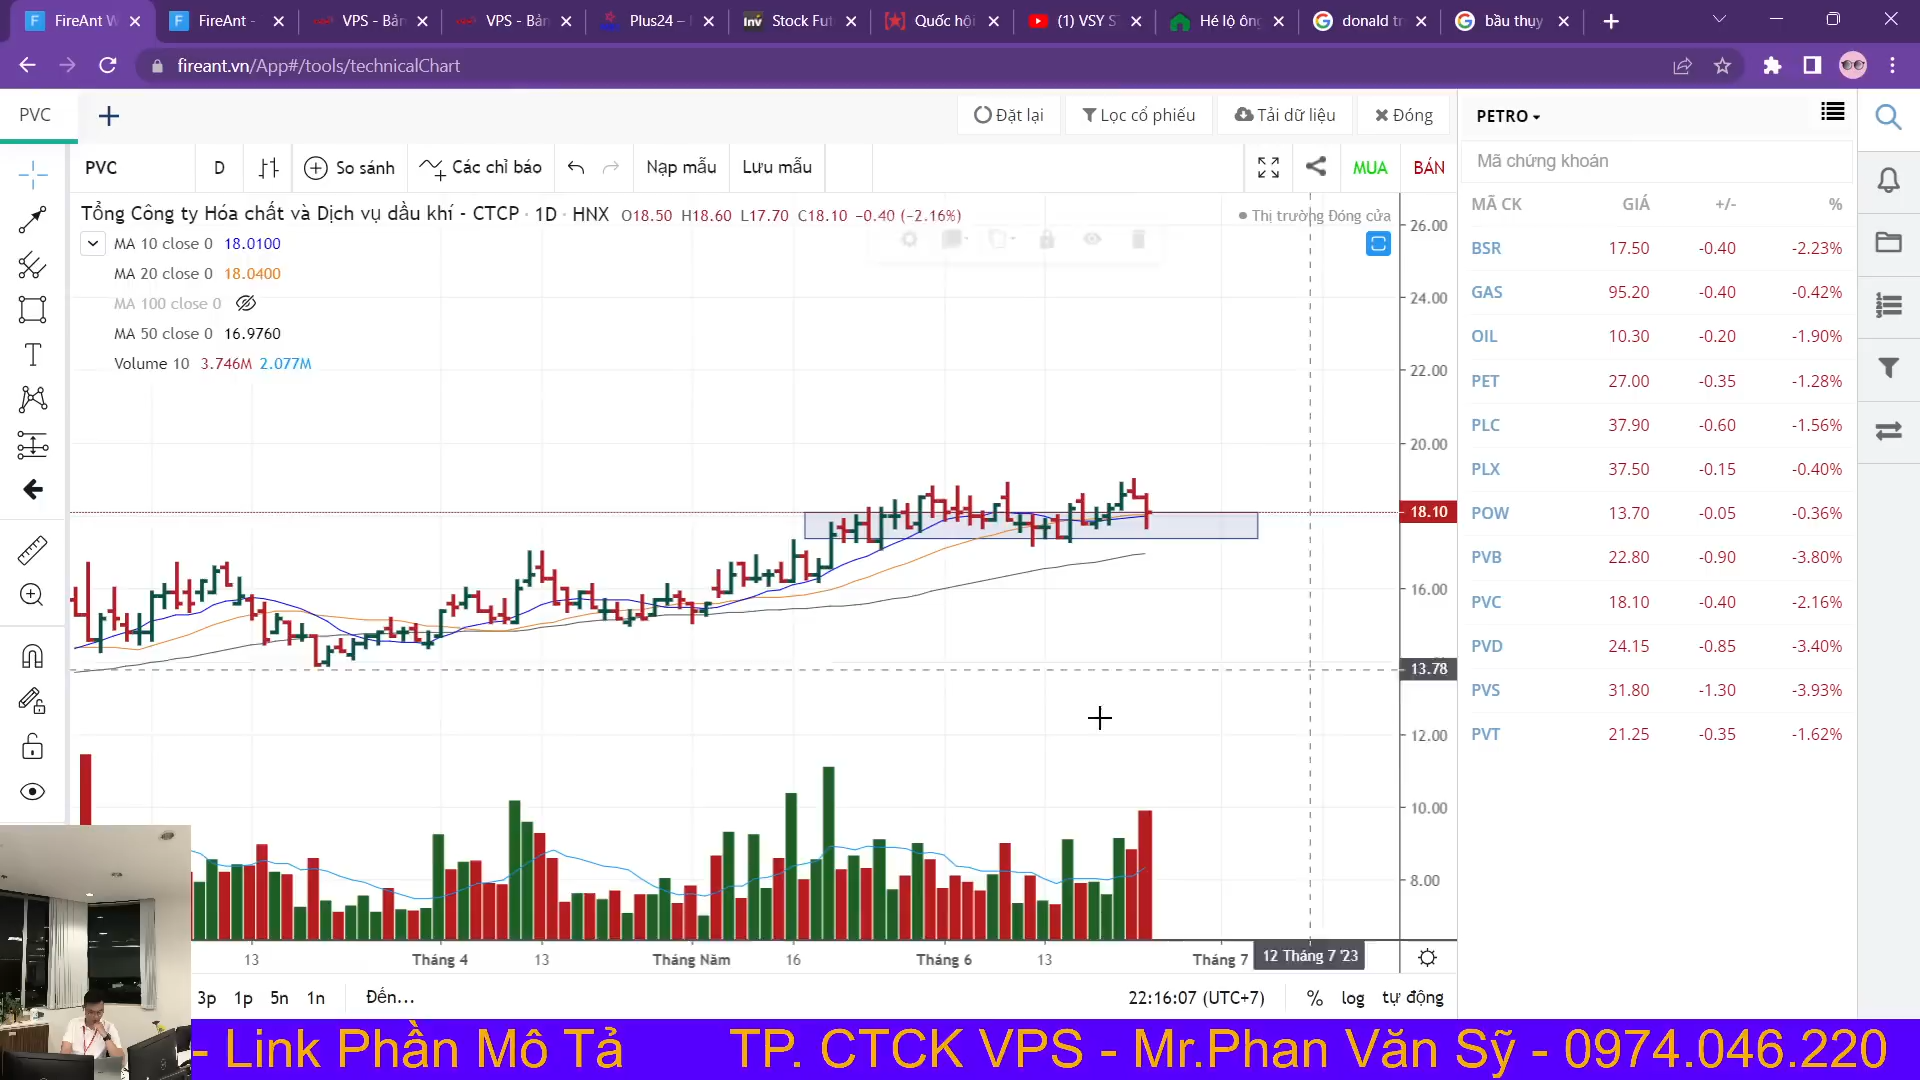 FireAnt W
FireAnt -
VPS - Bản
VPS - Bản
Plus24 –
Stock Fut
Quốc hội
(1) VSY S
Hé lộ ông
donald tr
bầu thụy
fireant.vn/App#/tools/technicalChart
PVC
Đặt lại
Lọc cổ phiếu
Tải dữ liệu
Đóng
PVC
D
So sánh
Các chỉ báo
Nạp mẫu
Lưu mẫu
MUA
BÁN
Tổng Công ty Hóa chất và Dịch vụ dầu khí - CTCP · 1D · HNX O18.50 H18.60 L17.70 C18.10 −0.40 (−2.16%)
Thị trường Đóng cửa
MA 10 close 0 18.0100
MA 20 close 0 18.0400
MA 100 close 0
MA 50 close 0 16.9760
Volume 10 3.746M 2.077M
26.00
24.00
22.00
20.00
18.10
16.00
13.78
12.00
10.00
8.00
13
Tháng 4
13
Tháng Năm
16
Tháng 6
13
Tháng 7
12 Tháng 7 '23
3p 1p 5n 1n Đến...
22:16:07 (UTC+7) % log tự động
PETRO
Mã chứng khoán
MÃ CK GIÁ +/- %
BSR 17.50 -0.40 -2.23%
GAS 95.20 -0.40 -0.42%
OIL 10.30 -0.20 -1.90%
PET 27.00 -0.35 -1.28%
PLC 37.90 -0.60 -1.56%
PLX 37.50 -0.15 -0.40%
POW 13.70 -0.05 -0.36%
PVB 22.80 -0.90 -3.80%
PVC 18.10 -0.40 -2.16%
PVD 24.15 -0.85 -3.40%
PVS 31.80 -1.30 -3.93%
PVT 21.25 -0.35 -1.62%
- Link Phần Mô Tả TP. CTCK VPS - Mr.Phan Văn Sỹ - 0974.046.220